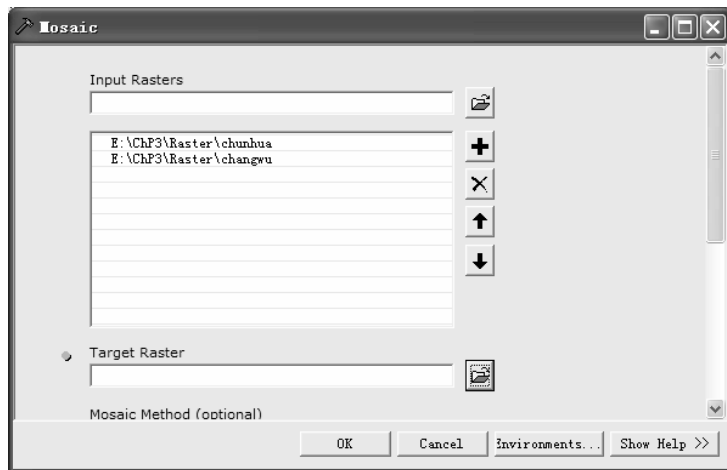 Mosaic
Input Rasters
E:\ChP3\Raster\chunhua
E:\ChP3\Raster\changwu
Target Raster
Mosaic Method (optional)
OK
Cancel
Environments...
Show Help >>